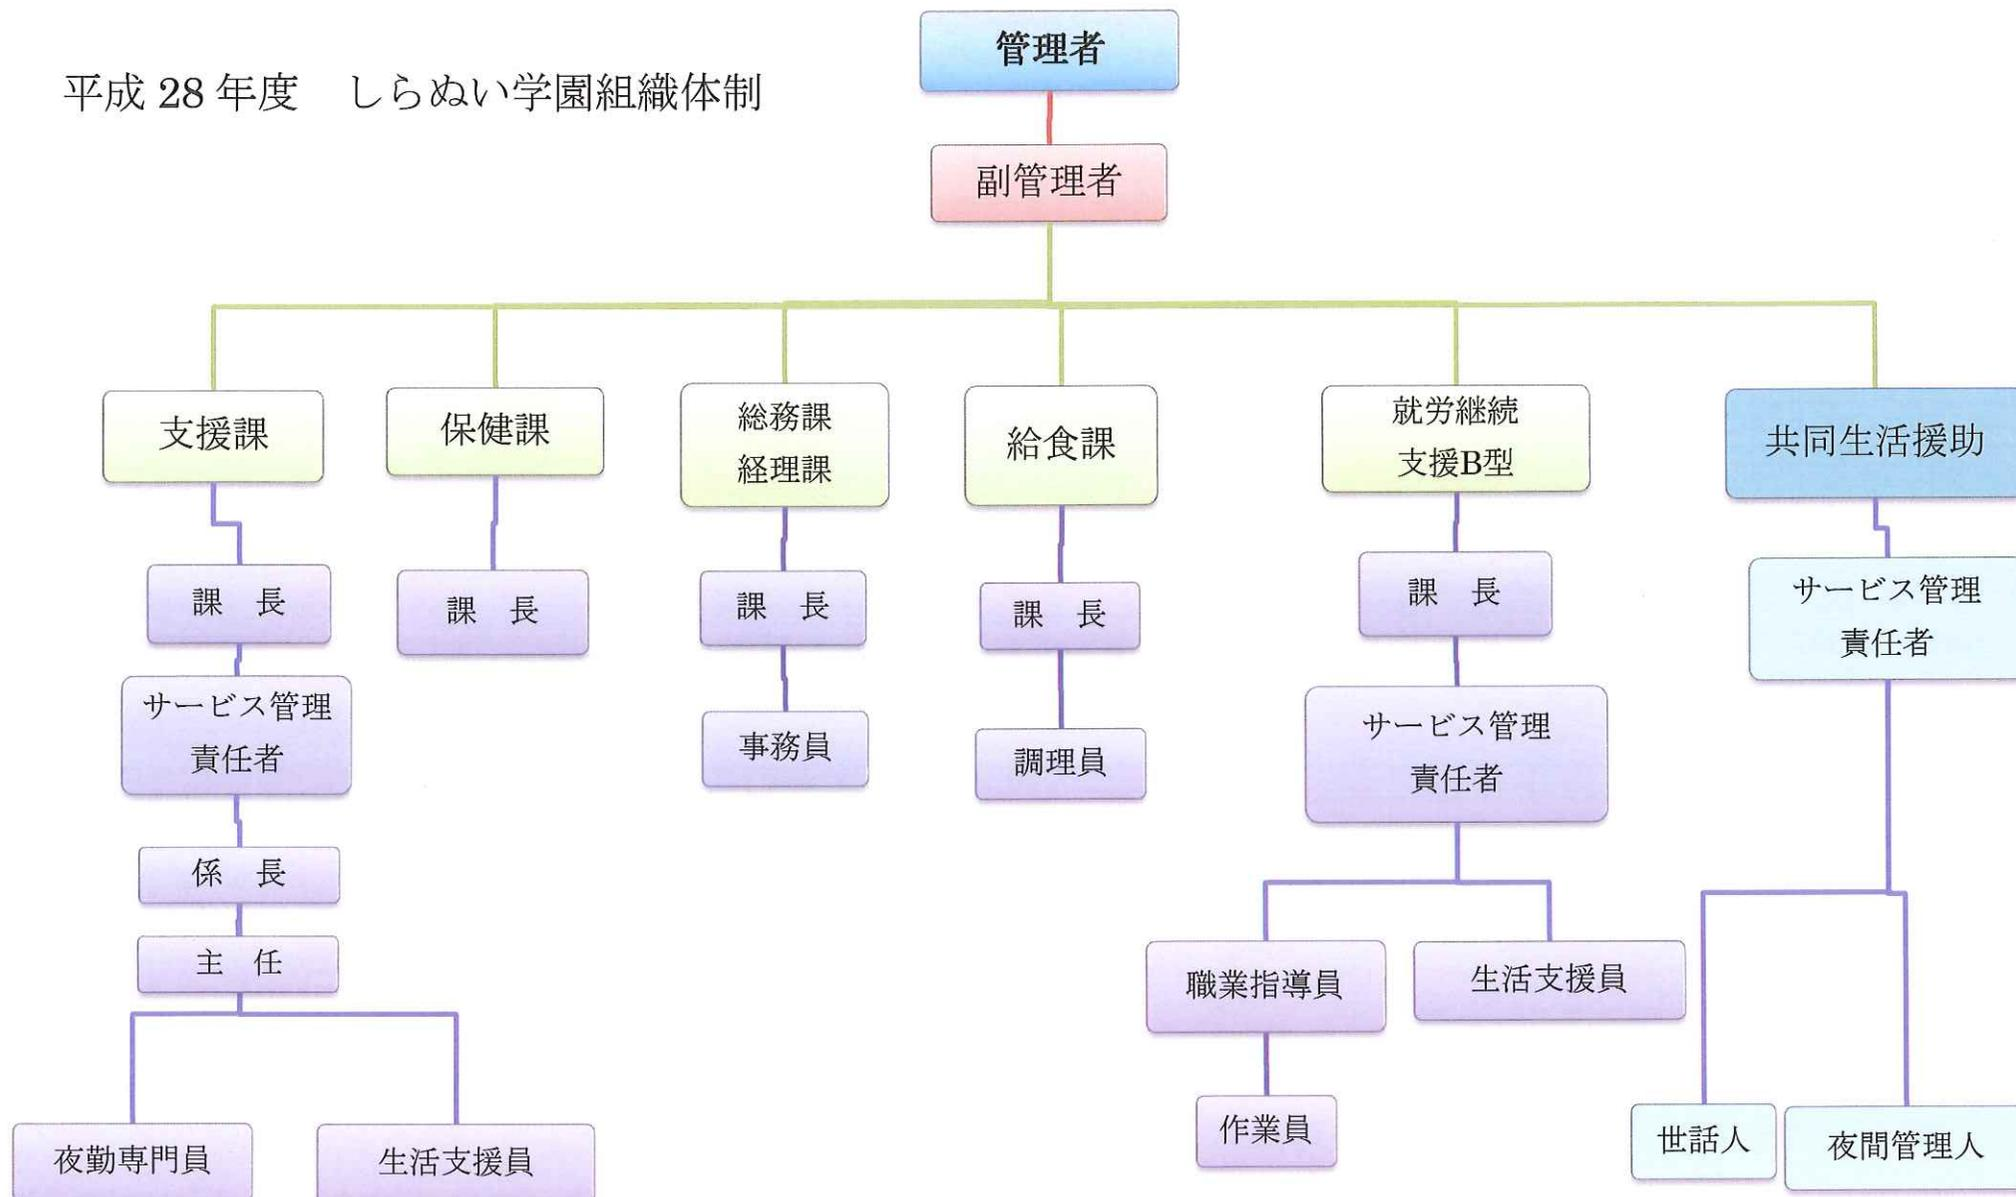 平成 28 年度　しらぬい学園組織体制
管理者
副管理者
支援課
保健課
総務課
経理課
給食課
就労継続
支援B型
共同生活援助
課　長
課　長
課　長
課　長
課　長
サービス管理
責任者
サービス管理
責任者
事務員
調理員
サービス管理
責任者
係　長
主　任
職業指導員
生活支援員
作業員
世話人
夜間管理人
夜勤専門員
生活支援員